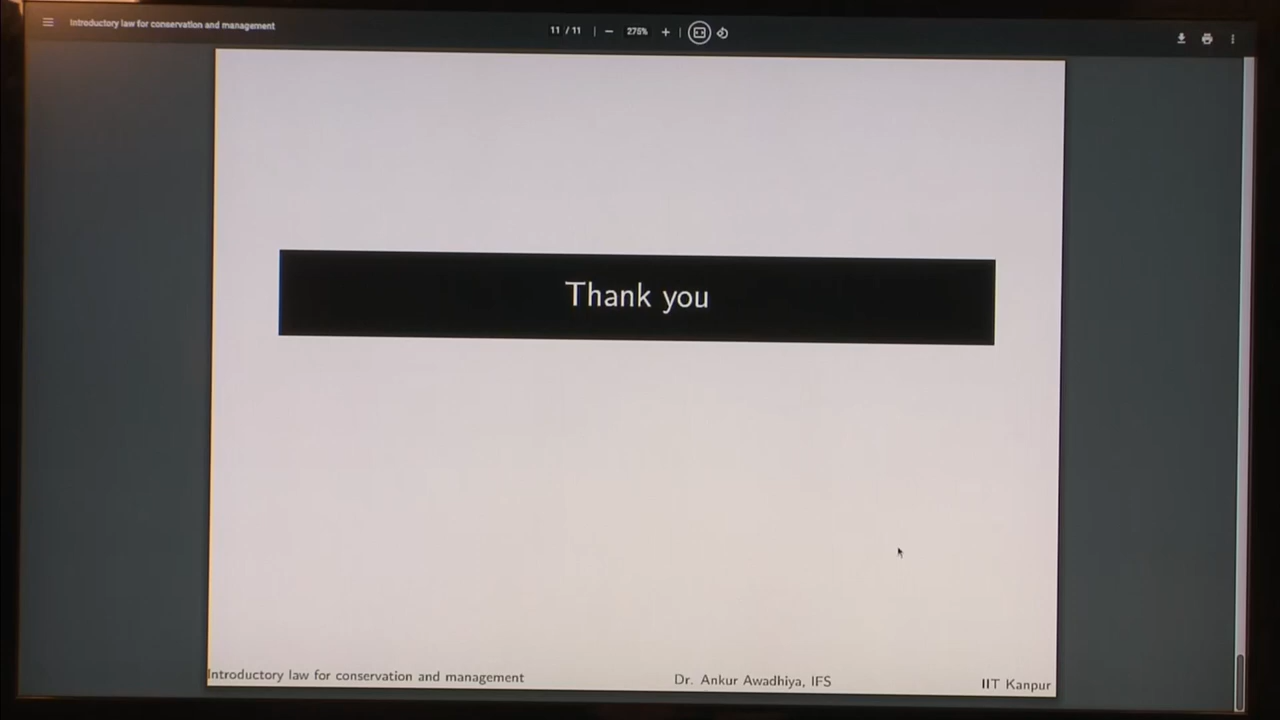 Introductory law for conservation and management
11 / 11
275%
Thank you
Introductory law for conservation and management
Dr. Ankur Awadhiya, IFS
IIT Kanpur